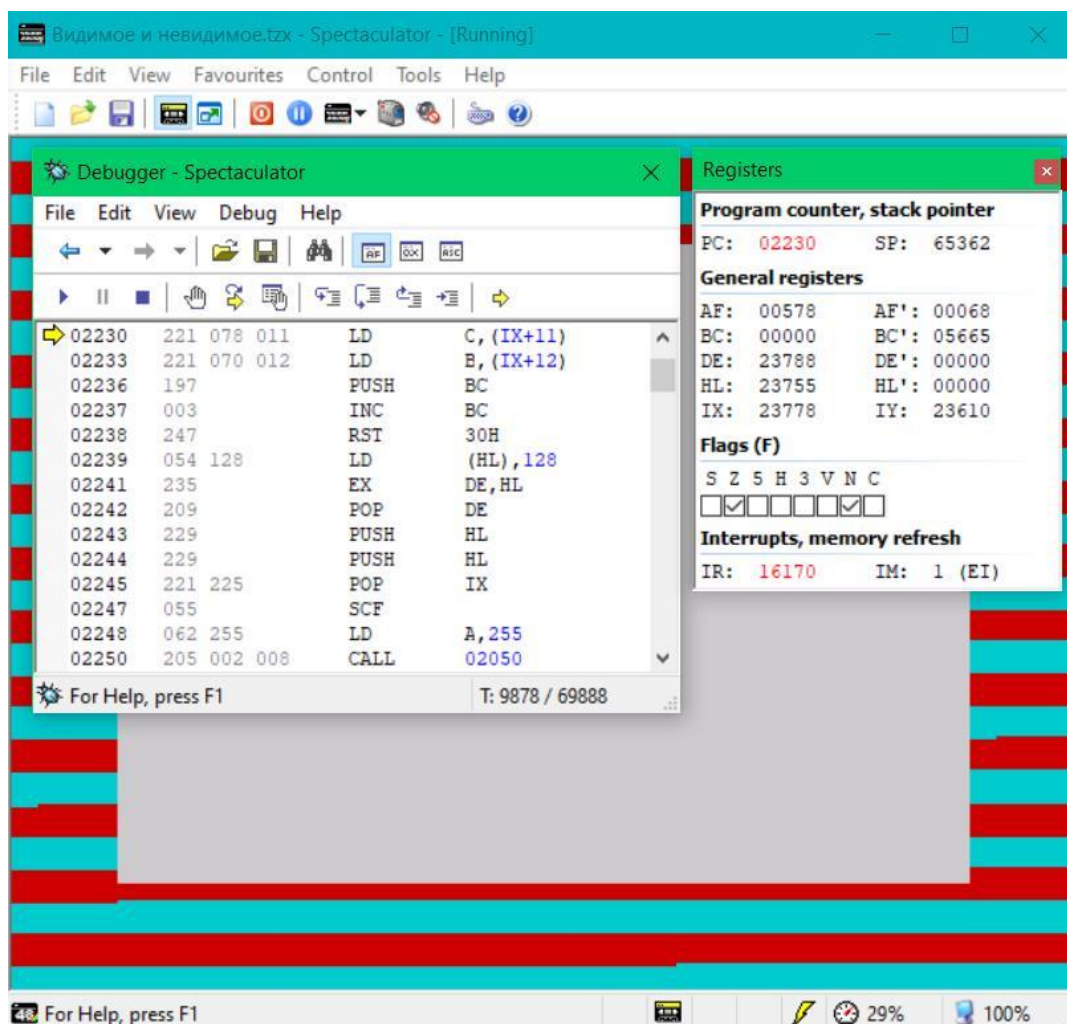 Видимое и невидимое.tzx - Spectaculator - [Running]
File Edit View Favourites Control Tools Help
Debugger - Spectaculator
File Edit View Debug Help
AF 0X ASC
02230 221 078 011 LD C,(IX+11)
02233 221 070 012 LD B,(IX+12)
02236 197 PUSH BC
02237 003 INC BC
02238 247 RST 30H
02239 054 128 LD (HL),128
02241 235 EX DE,HL
02242 209 POP DE
02243 229 PUSH HL
02244 229 PUSH HL
02245 221 225 POP IX
02247 055 SCF
02248 062 255 LD A,255
02250 205 002 008 CALL 02050
For Help, press F1 T: 9878 / 69888
Registers
Program counter, stack pointer
PC: 02230 SP: 65362
General registers
AF: 00578 AF': 00068
BC: 00000 BC': 05665
DE: 23788 DE': 00000
HL: 23755 HL': 00000
IX: 23778 IY: 23610
Flags (F)
S Z 5 H 3 V N C
Interrupts, memory refresh
IR: 16170 IM: 1 (EI)
48 For Help, press F1 29% 100%